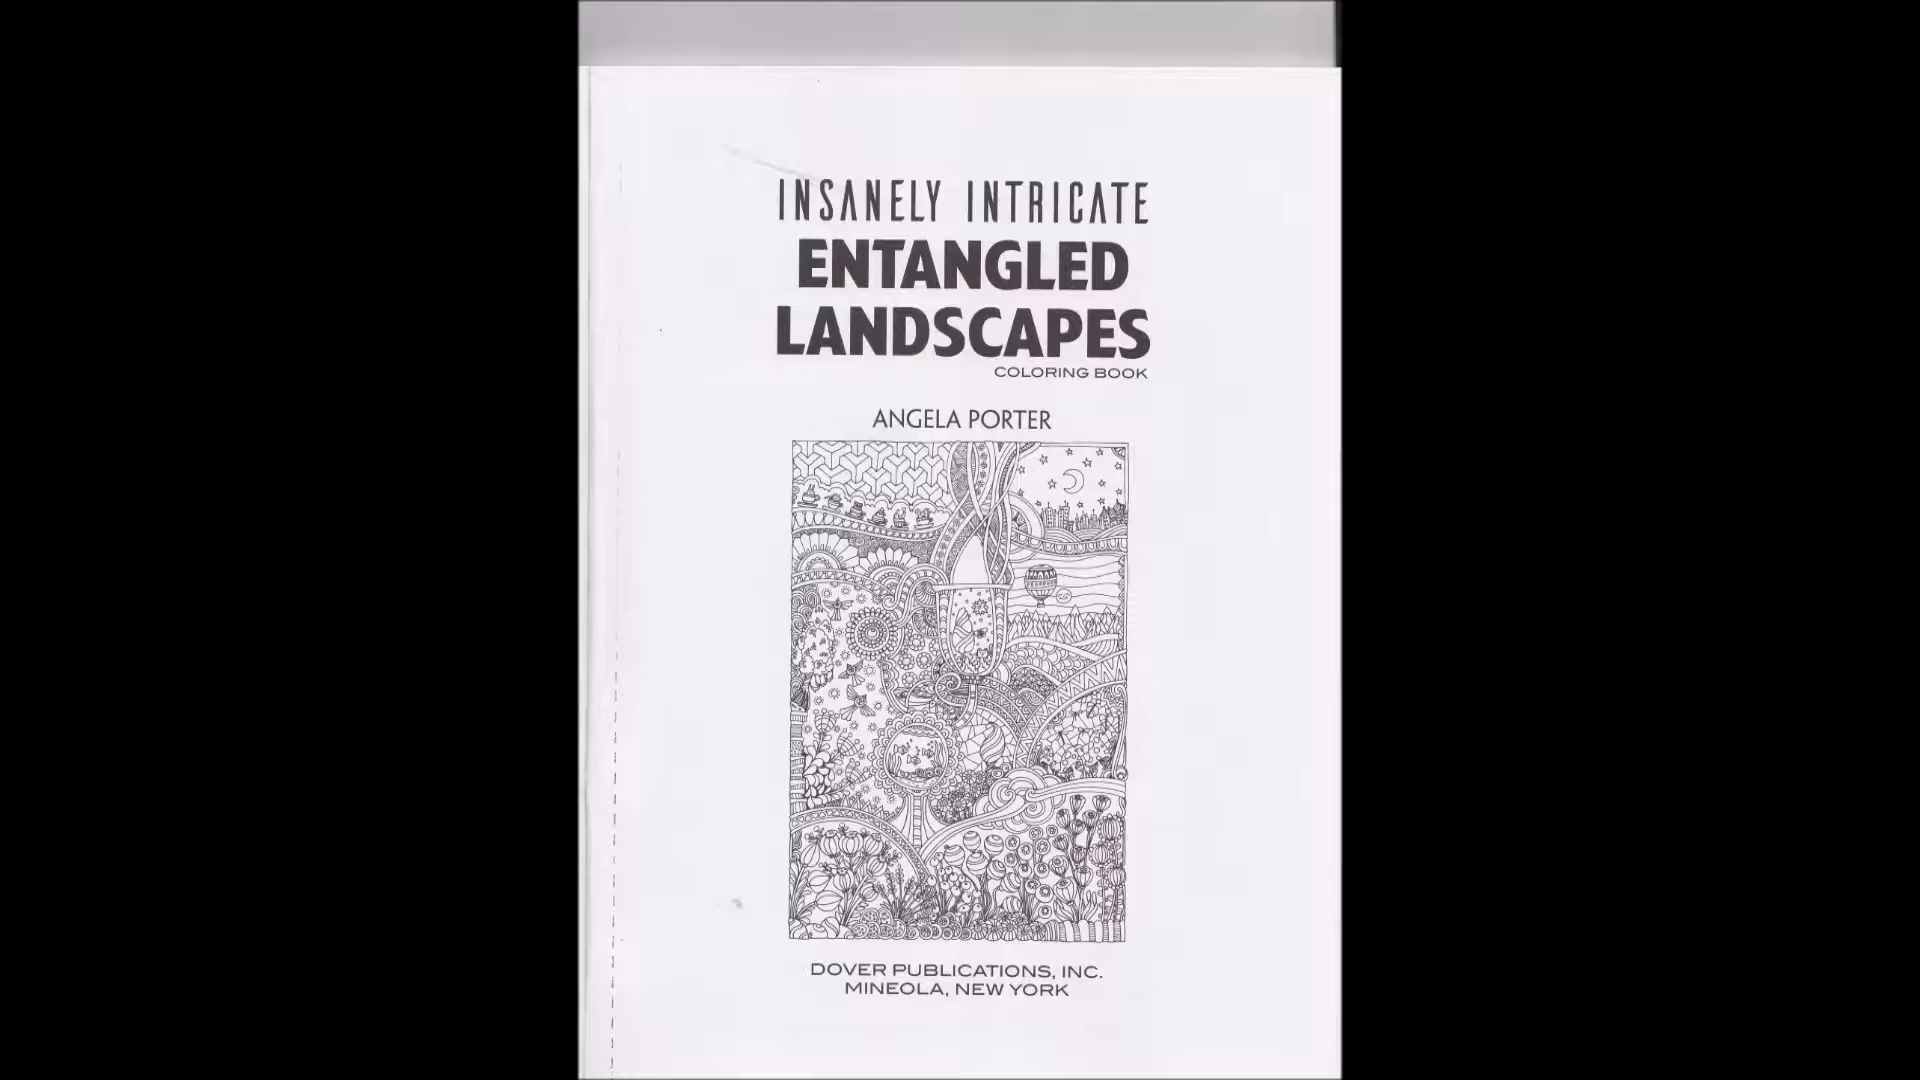 INSANELY INTRICATE
ENTANGLED
LANDSCAPES
COLORING BOOK
ANGELA PORTER
DOVER PUBLICATIONS, INC.
MINEOLA, NEW YORK